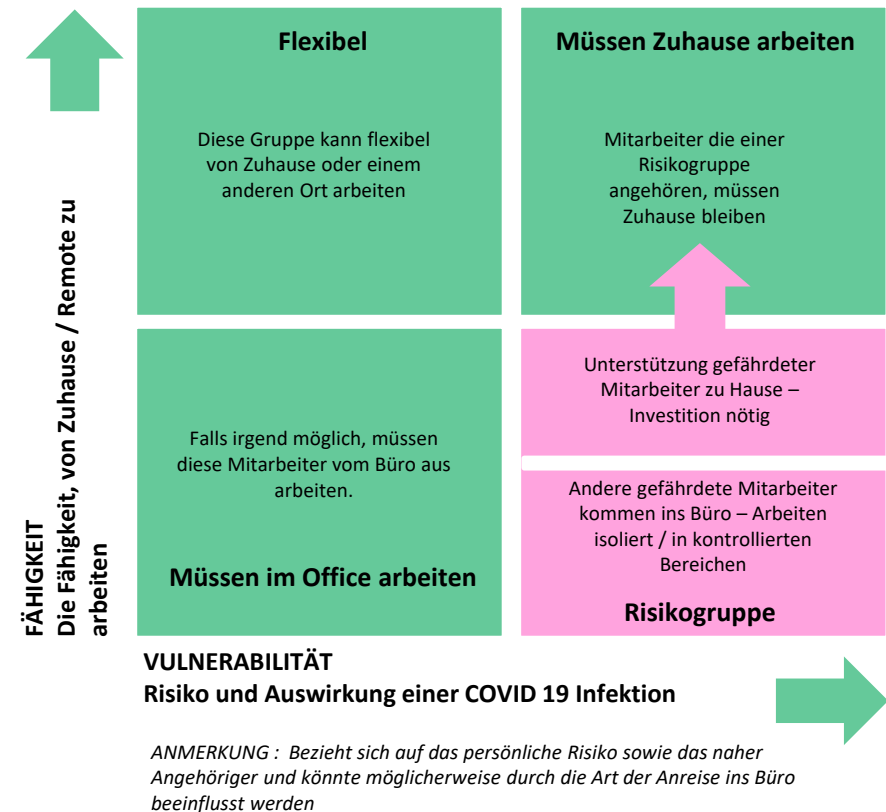 Flexibel
Diese Gruppe kann flexibel
von Zuhause oder einem
anderen Ort arbeiten
Müssen Zuhause arbeiten
Mitarbeiter die einer
Risikogruppe
angehören, müssen
Zuhause bleiben
Falls irgend möglich, müssen
diese Mitarbeiter vom Büro aus
arbeiten.
Müssen im Office arbeiten
Unterstützung gefährdeter
Mitarbeiter zu Hause –
Investition nötig
Andere gefährdete Mitarbeiter
kommen ins Büro – Arbeiten
isoliert / in kontrollierten
Bereichen
Risikogruppe
FÄHIGKEIT
Die Fähigkeit, von Zuhause / Remote zu
arbeiten
VULNERABILITÄT
Risiko und Auswirkung einer COVID 19 Infektion
ANMERKUNG : Bezieht sich auf das persönliche Risiko sowie das naher
Angehöriger und könnte möglicherweise durch die Art der Anreise ins Büro
beeinflusst werden